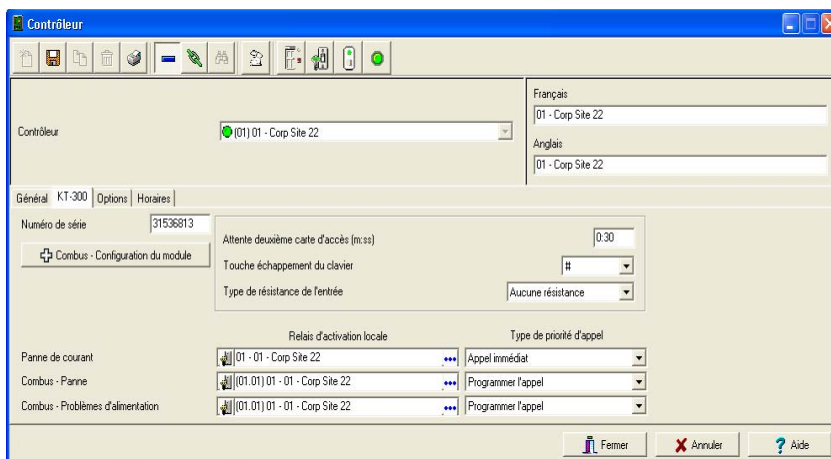 Contrôleur
Français
01 - Corp Site 22
Contrôleur
(01) 01 - Corp Site 22
Anglais
01 - Corp Site 22
Général KT-300 Options Horaires
Numéro de série 31536813
Combus - Configuration du module
Attente deuxième carte d'accès (m:ss) 0:30
Touche échappement du clavier #
Type de résistance de l'entrée Aucune résistance
Relais d'activation locale Type de priorité d'appel
Panne de courant 01 - 01 - Corp Site 22 ... Appel immédiat
Combus - Panne (01.01) 01 - 01 - Corp Site 22 ... Programmer l'appel
Combus - Problèmes d'alimentation (01.01) 01 - 01 - Corp Site 22 ... Programmer l'appel
Fermer Annuler ? Aide